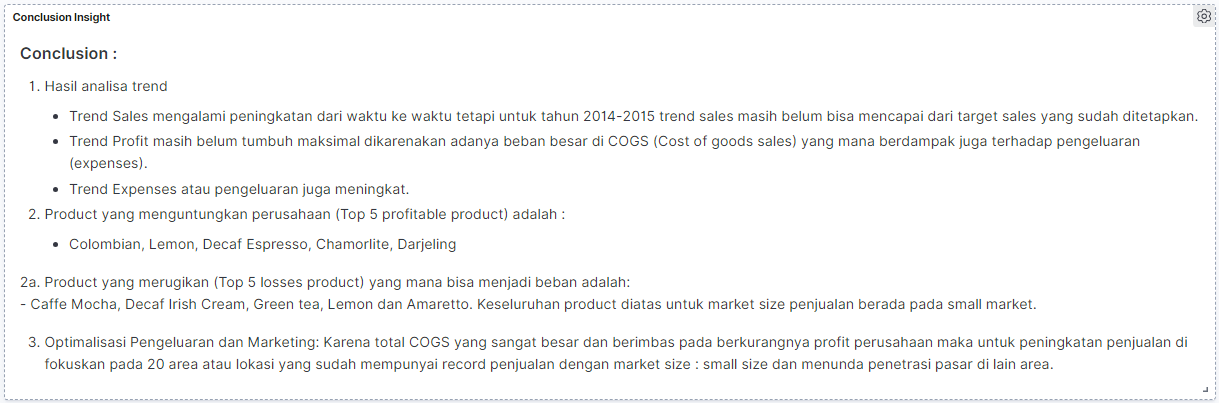 Conclusion Insight
Conclusion :
1. Hasil analisa trend
• Trend Sales mengalami peningkatan dari waktu ke waktu tetapi untuk tahun 2014-2015 trend sales masih belum bisa mencapai dari target sales yang sudah ditetapkan.
• Trend Profit masih belum tumbuh maksimal dikarenakan adanya beban besar di COGS (Cost of goods sales) yang mana berdampak juga terhadap pengeluaran
(expenses).
• Trend Expenses atau pengeluaran juga meningkat.
2. Product yang menguntungkan perusahaan (Top 5 profitable product) adalah :
• Colombian, Lemon, Decaf Espresso, Chamorlite, Darjeling
2a. Product yang merugikan (Top 5 losses product) yang mana bisa menjadi beban adalah:
- Caffe Mocha, Decaf Irish Cream, Green tea, Lemon dan Amaretto. Keseluruhan product diatas untuk market size penjualan berada pada small market.
3. Optimalisasi Pengeluaran dan Marketing: Karena total COGS yang sangat besar dan berimbas pada berkurangnya profit perusahaan maka untuk peningkatan penjualan di
fokuskan pada 20 area atau lokasi yang sudah mempunyai record penjualan dengan market size : small size dan menunda penetrasi pasar di lain area.